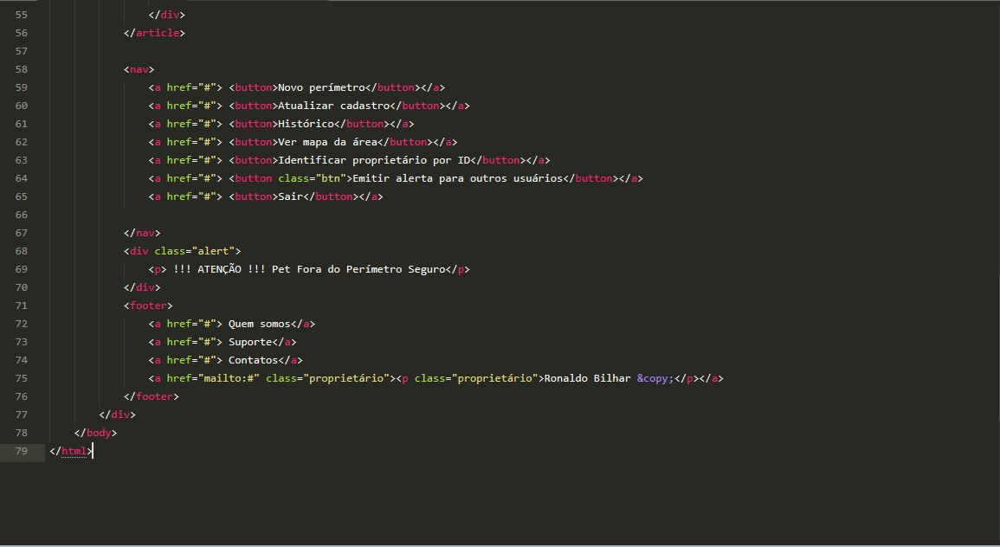 55 </div>
56 </article>
57
58 <nav>
59 <a href="#"> <button>Novo perímetro</button></a>
60 <a href="#"> <button>Atualizar cadastro</button></a>
61 <a href="#"> <button>Histórico</button></a>
62 <a href="#"> <button>Ver mapa da área</button></a>
63 <a href="#"> <button>Identificar proprietário por ID</button></a>
64 <a href="#"> <button class="btn">Emitir alerta para outros usuários</button></a>
65 <a href="#"> <button>Sair</button></a>
66
67 </nav>
68 <div class="alert">
69 <p> !!! ATENÇÃO !!! Pet Fora do Perímetro Seguro</p>
70 </div>
71 <footer>
72 <a href="#"> Quem somos</a>
73 <a href="#"> Suporte</a>
74 <a href="#"> Contatos</a>
75 <a href="mailto:#" class="proprietário"><p class="proprietário">Ronaldo Bilhar &copy;</p></a>
76 </footer>
77 </div>
78 </body>
79 </html>